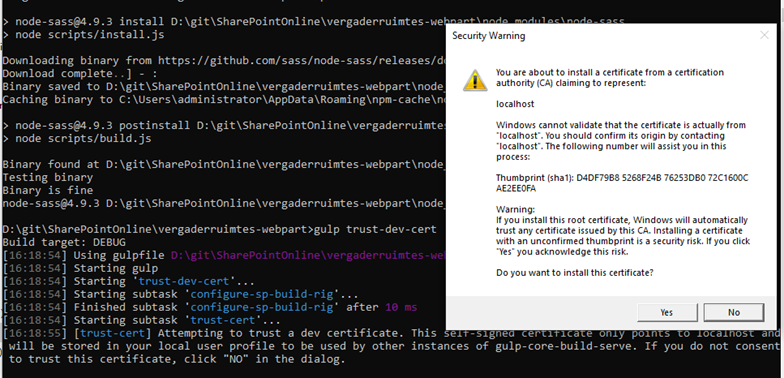 > node-sass@4.9.3 install D:\git\SharePointOnline\vergaderruimtes-webpart\node_modules\node-sass
> node scripts/install.js
Downloading binary from https://github.com/sass/node-sass/releases/do
Download complete..] - :
Binary saved to D:\git\SharePointOnline\vergaderruimtes-webpart\node_
Caching binary to C:\Users\administrator\AppData\Roaming\npm-cache\no
> node-sass@4.9.3 postinstall D:\git\SharePointOnline\vergaderruimtes
> node scripts/build.js
Binary found at D:\git\SharePointOnline\vergaderruimtes-webpart\node_
Testing binary
Binary is fine
node-sass@4.9.3 D:\git\SharePointOnline\vergaderruimtes-webpart\node_
D:\git\SharePointOnline\vergaderruimtes-webpart>gulp trust-dev-cert
Build target: DEBUG
[16:18:54] Using gulpfile D:\git\SharePointOnline\vergaderruimtes-web
[16:18:54] Starting gulp
[16:18:54] Starting 'trust-dev-cert'...
[16:18:54] Starting subtask 'configure-sp-build-rig'...
[16:18:54] Finished subtask 'configure-sp-build-rig' after 10 ms
[16:18:54] Starting subtask 'trust-cert'...
[16:18:55] [trust-cert] Attempting to trust a dev certificate. This self-signed certificate only points to localhost and
will be stored in your local user profile to be used by other instances of gulp-core-build-serve. If you do not consent
to trust this certificate, click "NO" in the dialog.
Security Warning
You are about to install a certificate from a certification
authority (CA) claiming to represent:
localhost
Windows cannot validate that the certificate is actually from
"localhost". You should confirm its origin by contacting
"localhost". The following number will assist you in this
process:
Thumbprint (sha1): D4DF79B8 5268F24B 76253DB0 72C1600C
AE2EE0FA
Warning:
If you install this root certificate, Windows will automatically
trust any certificate issued by this CA. Installing a certificate
with an unconfirmed thumbprint is a security risk. If you click
"Yes" you acknowledge this risk.
Do you want to install this certificate?
Yes
No